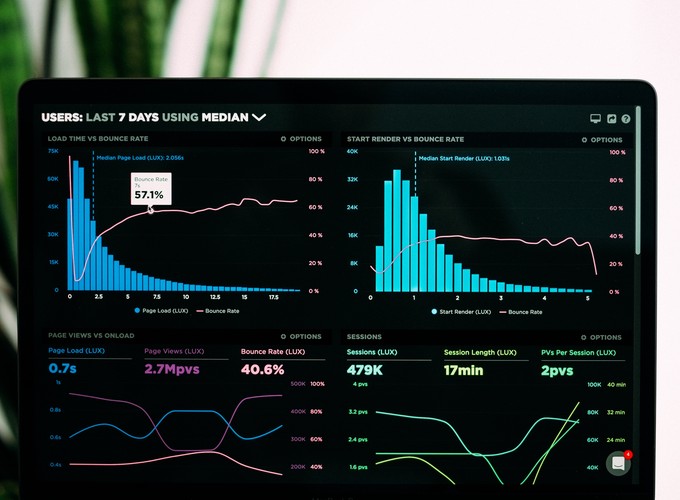 USERS: LAST 7 DAYS USING MEDIAN
LOAD TIME VS BOUNCE RATE
OPTIONS
75K
60K
45K
30K
15K
0
100 %
80 %
60 %
40 %
20 %
0 %
Median Page Load (LUX): 2.056s
Bounce Rate
7s
57.1%
0
2.5
5
7.5
10
12.5
15
17.5
Page Load (LUX)
Bounce Rate
START RENDER VS BOUNCE RATE
OPTIONS
40K
32K
24K
16K
8K
0
100 %
80 %
60 %
40 %
20 %
0 %
Median Start Render (LUX): 1.031s
0
1
2
3
4
5
Start Render (LUX)
Bounce Rate
PAGE VIEWS VS ONLOAD
OPTIONS
Page Load (LUX)
0.7s
Page Views (LUX)
2.7Mpvs
Bounce Rate (LUX)
40.6%
1s
0.8s
0.6s
0.4s
500K 100%
400K 80%
300K 60%
200K 40%
SESSIONS
OPTIONS
Sessions (LUX)
479K
Session Length (LUX)
17min
PVs Per Session (LUX)
2pvs
4 pvs
3.2 pvs
2.4 pvs
1.6 pvs
100K 40 min
80K 32 min
60K 24 min
40K
4